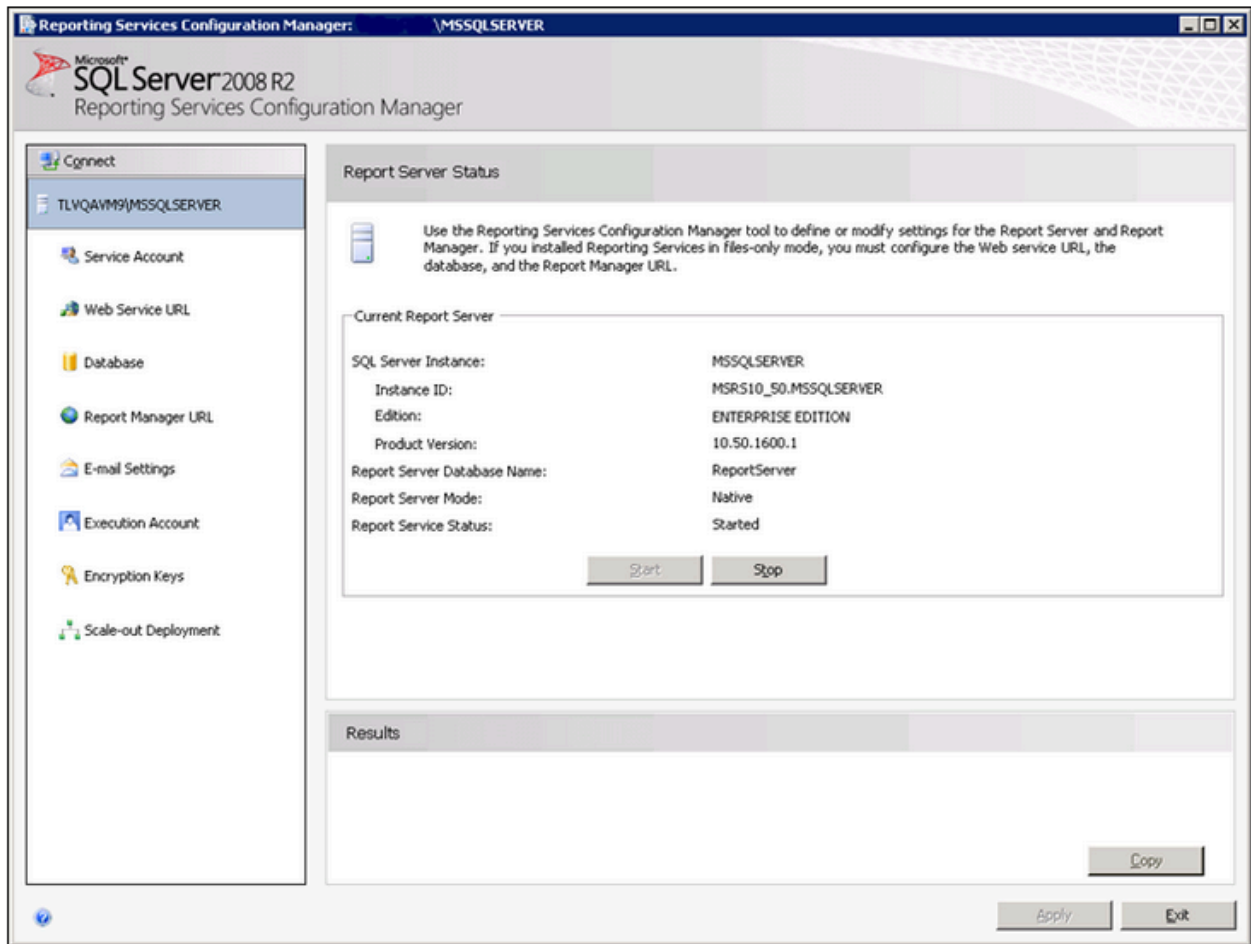 Reporting Services Configuration Manager: \MSSQLSERVER
Microsoft®
SQL Server 2008 R2
Reporting Services Configuration Manager
Connect
TLVQAVM9\MSSQLSERVER
Service Account
Web Service URL
Database
Report Manager URL
E-mail Settings
Execution Account
Encryption Keys
Scale-out Deployment
Report Server Status
Use the Reporting Services Configuration Manager tool to define or modify settings for the Report Server and Report
Manager. If you installed Reporting Services in files-only mode, you must configure the Web service URL, the
database, and the Report Manager URL.
Current Report Server
SQL Server Instance: MSSQLSERVER
Instance ID: MSRS10_50.MSSQLSERVER
Edition: ENTERPRISE EDITION
Product Version: 10.50.1600.1
Report Server Database Name: ReportServer
Report Server Mode: Native
Report Service Status: Started
Start Stop
Results
Copy
Apply Exit